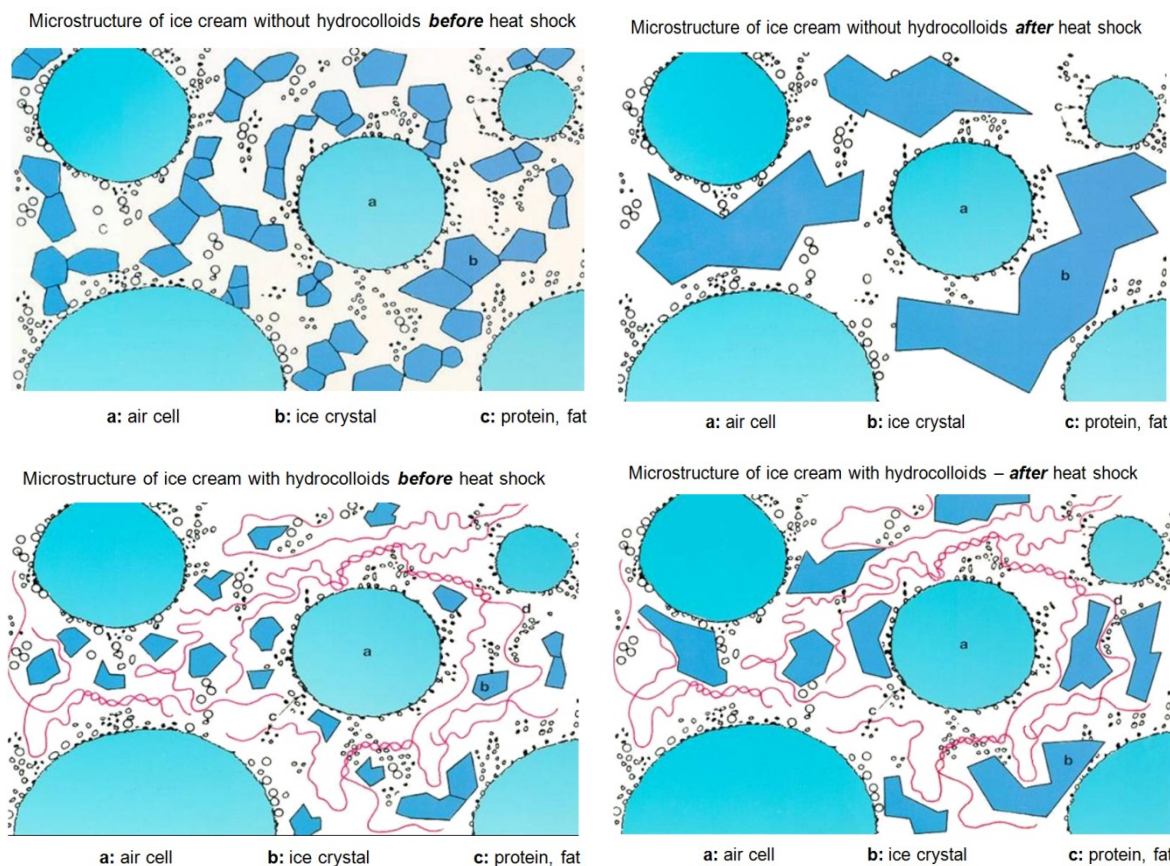 Microstructure of ice cream without hydrocolloids before heat shock
Microstructure of ice cream without hydrocolloids after heat shock
c
c
a
a
c
b
b
a: air cell b: ice crystal c: protein, fat
a: air cell b: ice crystal c: protein, fat
Microstructure of ice cream with hydrocolloids before heat shock
Microstructure of ice cream with hydrocolloids – after heat shock
d
d
a
a
b
c
c
b
a: air cell b: ice crystal c: protein, fat
a: air cell b: ice crystal c: protein, fat